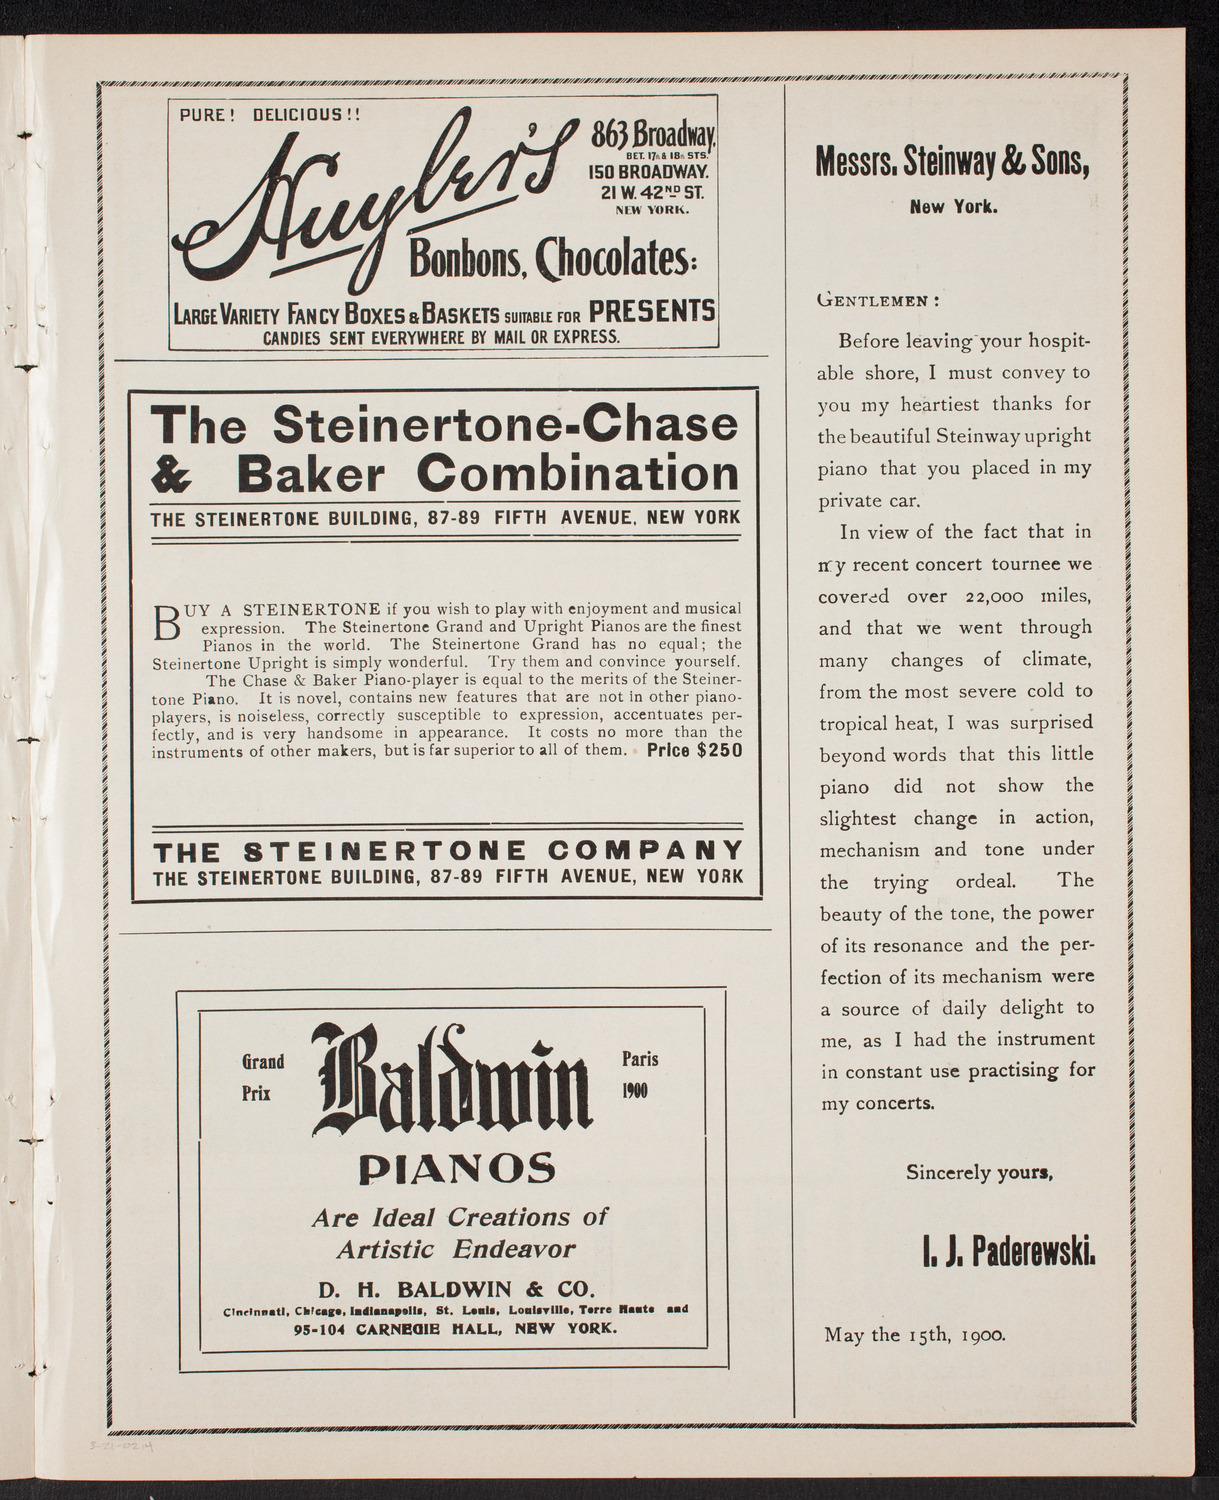 PURE! DELICIOUS!!
Huyler's
863 Broadway,
BET. 17th & 18th STS.
150 BROADWAY.
21 W. 42ND ST.
NEW YORK.
Bonbons, Chocolates:
LARGE VARIETY FANCY BOXES & BASKETS SUITABLE FOR PRESENTS
CANDIES SENT EVERYWHERE BY MAIL OR EXPRESS.
The Steinertone-Chase
& Baker Combination
THE STEINERTONE BUILDING, 87-89 FIFTH AVENUE, NEW YORK
BUY A STEINERTONE if you wish to play with enjoyment and musical
expression. The Steinertone Grand and Upright Pianos are the finest
Pianos in the world. The Steinertone Grand has no equal; the
Steinertone Upright is simply wonderful. Try them and convince yourself.
The Chase & Baker Piano-player is equal to the merits of the Steiner-
tone Piano. It is novel, contains new features that are not in other piano-
players, is noiseless, correctly susceptible to expression, accentuates per-
fectly, and is very handsome in appearance. It costs no more than the
instruments of other makers, but is far superior to all of them. Price $250
THE STEINERTONE COMPANY
THE STEINERTONE BUILDING, 87-89 FIFTH AVENUE, NEW YORK
Grand
Prix
Baldwin
Paris
1900
PIANOS
Are Ideal Creations of
Artistic Endeavor
D. H. BALDWIN & CO.
Cincinnati, Chicago, Indianapolis, St. Louis, Louisville, Terre Haute and
95-104 CARNEGIE HALL, NEW YORK.
Messrs. Steinway & Sons,
New York.
GENTLEMEN:
Before leaving your hospit-
able shore, I must convey to
you my heartiest thanks for
the beautiful Steinway upright
piano that you placed in my
private car.
In view of the fact that in
my recent concert tournee we
covered over 22,000 miles,
and that we went through
many changes of climate,
from the most severe cold to
tropical heat, I was surprised
beyond words that this little
piano did not show the
slightest change in action,
mechanism and tone under
the trying ordeal. The
beauty of the tone, the power
of its resonance and the per-
fection of its mechanism were
a source of daily delight to
me, as I had the instrument
in constant use practising for
my concerts.
Sincerely yours,
I. J. Paderewski.
May the 15th, 1900.